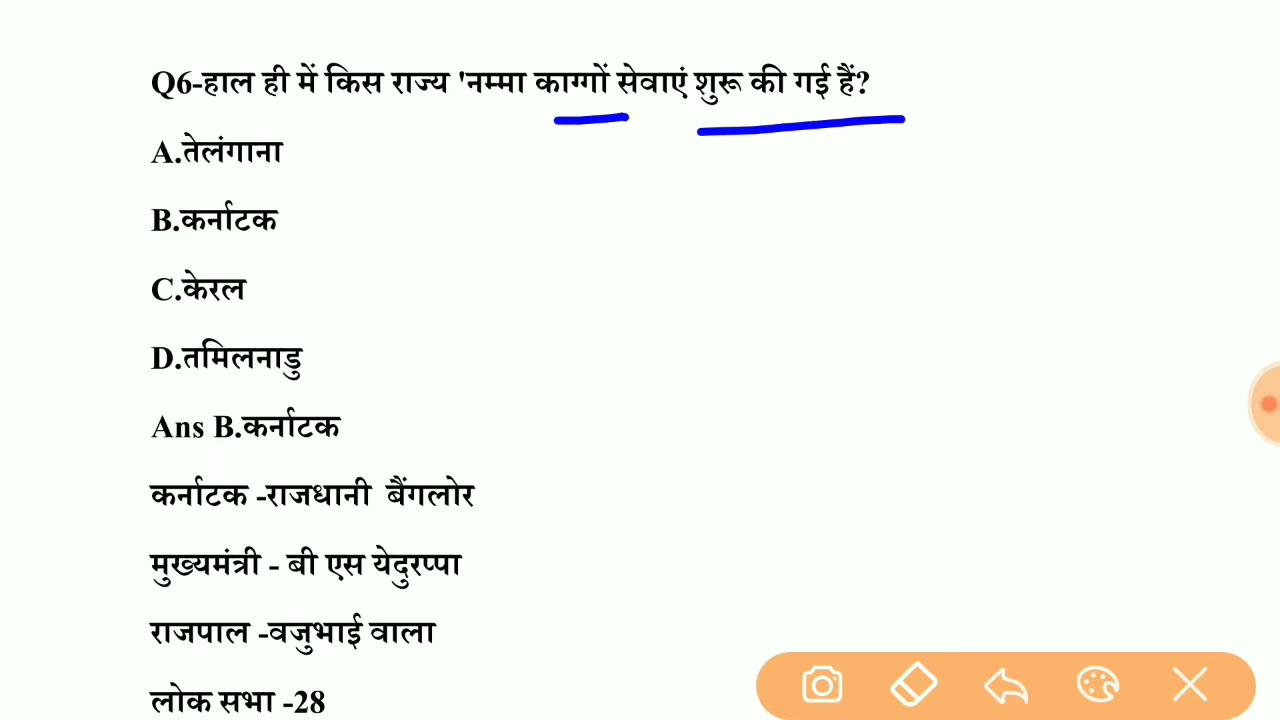 Q6-हाल ही में किस राज्य 'नम्मा काग्गों सेवाएं शुरू की गई हैं?
A.तेलंगाना
B.कर्नाटक
C.केरल
D.तमिलनाडु
Ans B.कर्नाटक
कर्नाटक -राजधानी बैंगलोर
मुख्यमंत्री - बी एस येदुरप्पा
राजपाल -वजुभाई वाला
लोक सभा -28